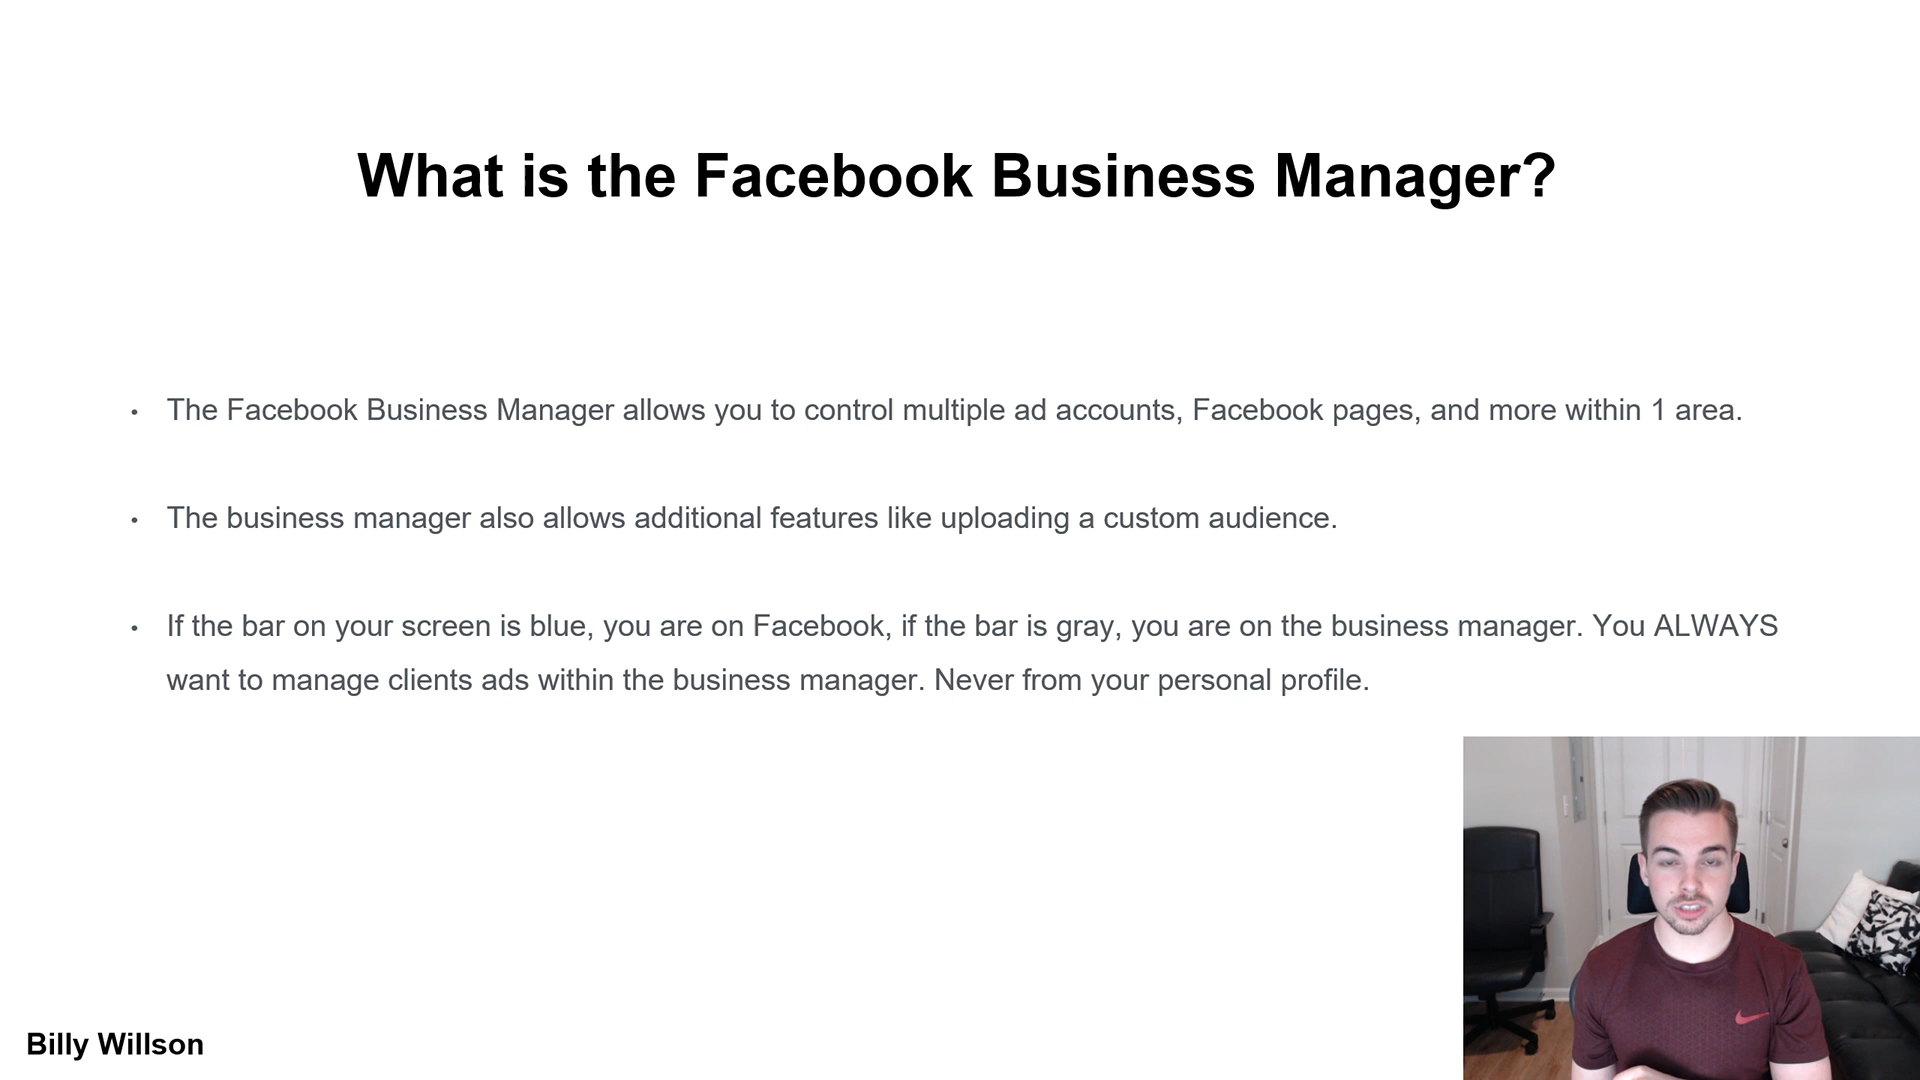 What is the Facebook Business Manager?
• The Facebook Business Manager allows you to control multiple ad accounts, Facebook pages, and more within 1 area.
• The business manager also allows additional features like uploading a custom audience.
• If the bar on your screen is blue, you are on Facebook, if the bar is gray, you are on the business manager. You ALWAYS
want to manage clients ads within the business manager. Never from your personal profile.
Billy Willson